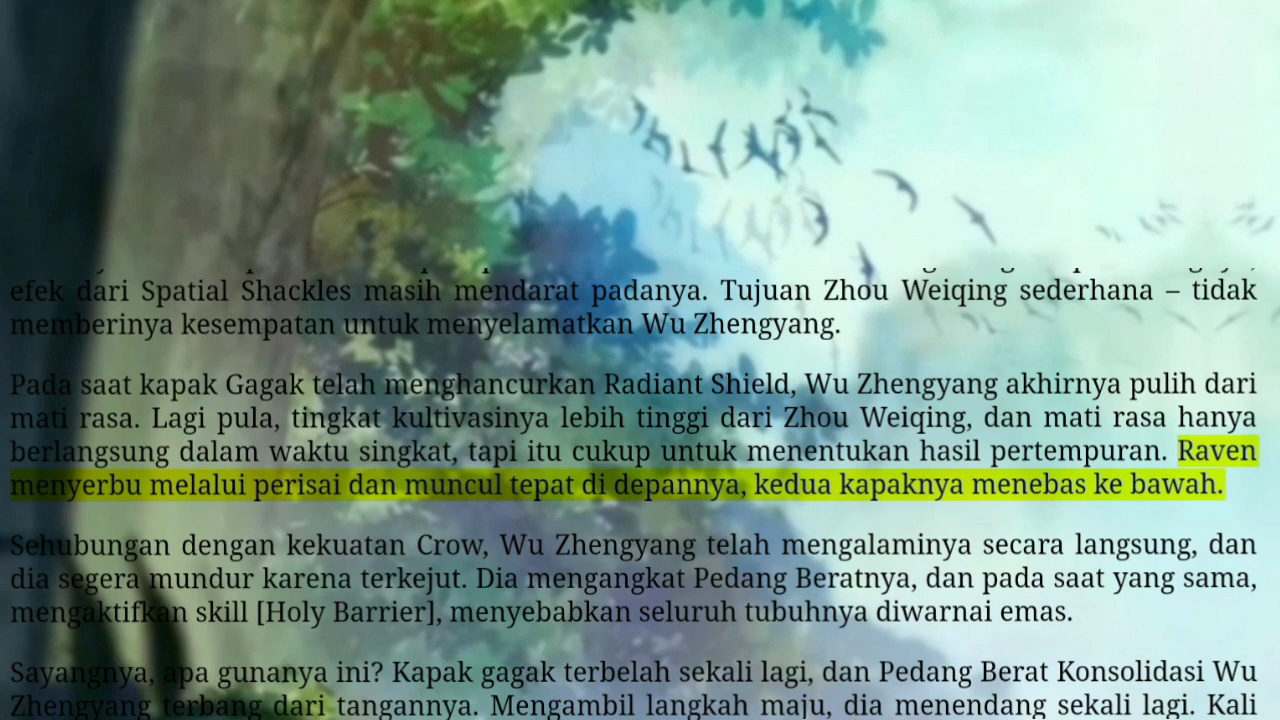 efek dari Spatial Shackles masih mendarat padanya. Tujuan Zhou Weiqing sederhana – tidak
memberinya kesempatan untuk menyelamatkan Wu Zhengyang.
Pada saat kapak Gagak telah menghancurkan Radiant Shield, Wu Zhengyang akhirnya pulih dari
mati rasa. Lagi pula, tingkat kultivasinya lebih tinggi dari Zhou Weiqing, dan mati rasa hanya
berlangsung dalam waktu singkat, tapi itu cukup untuk menentukan hasil pertempuran. Raven
menyerbu melalui perisai dan muncul tepat di depannya, kedua kapaknya menebas ke bawah.
Sehubungan dengan kekuatan Crow, Wu Zhengyang telah mengalaminya secara langsung, dan
dia segera mundur karena terkejut. Dia mengangkat Pedang Beratnya, dan pada saat yang sama,
mengaktifkan skill [Holy Barrier], menyebabkan seluruh tubuhnya diwarnai emas.
Sayangnya, apa gunanya ini? Kapak gagak terbelah sekali lagi, dan Pedang Berat Konsolidasi Wu
Zhengyang terbang dari tangannya. Mengambil langkah maju, dia menendang sekali lagi. Kali